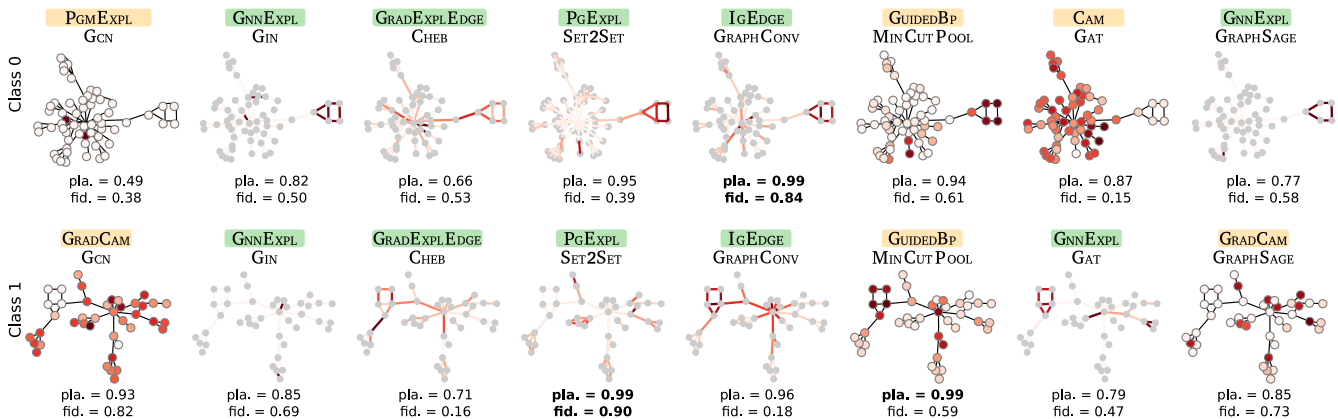 PGMEXPL GNNEXPL GRADEXPLEDGE PGEXPL IGEDGE GUIDEDBP CAM GNNEXPL
GCN GIN CHEB SET2SET GRAPHCONV MINCUTPOOL GAT GRAPHSAGE
Class 0
pla. = 0.49 pla. = 0.82 pla. = 0.66 pla. = 0.95 pla. = 0.99 pla. = 0.94 pla. = 0.87 pla. = 0.77
fid. = 0.38 fid. = 0.50 fid. = 0.53 fid. = 0.39 fid. = 0.84 fid. = 0.61 fid. = 0.15 fid. = 0.58
GRADCAM GNNEXPL GRADEXPLEDGE PGEXPL IGEDGE GUIDEDBP GNNEXPL GRADCAM
GCN GIN CHEB SET2SET GRAPHCONV MINCUTPOOL GAT GRAPHSAGE
Class 1
pla. = 0.93 pla. = 0.85 pla. = 0.71 pla. = 0.99 pla. = 0.96 pla. = 0.99 pla. = 0.79 pla. = 0.85
fid. = 0.82 fid. = 0.69 fid. = 0.16 fid. = 0.90 fid. = 0.18 fid. = 0.59 fid. = 0.47 fid. = 0.73